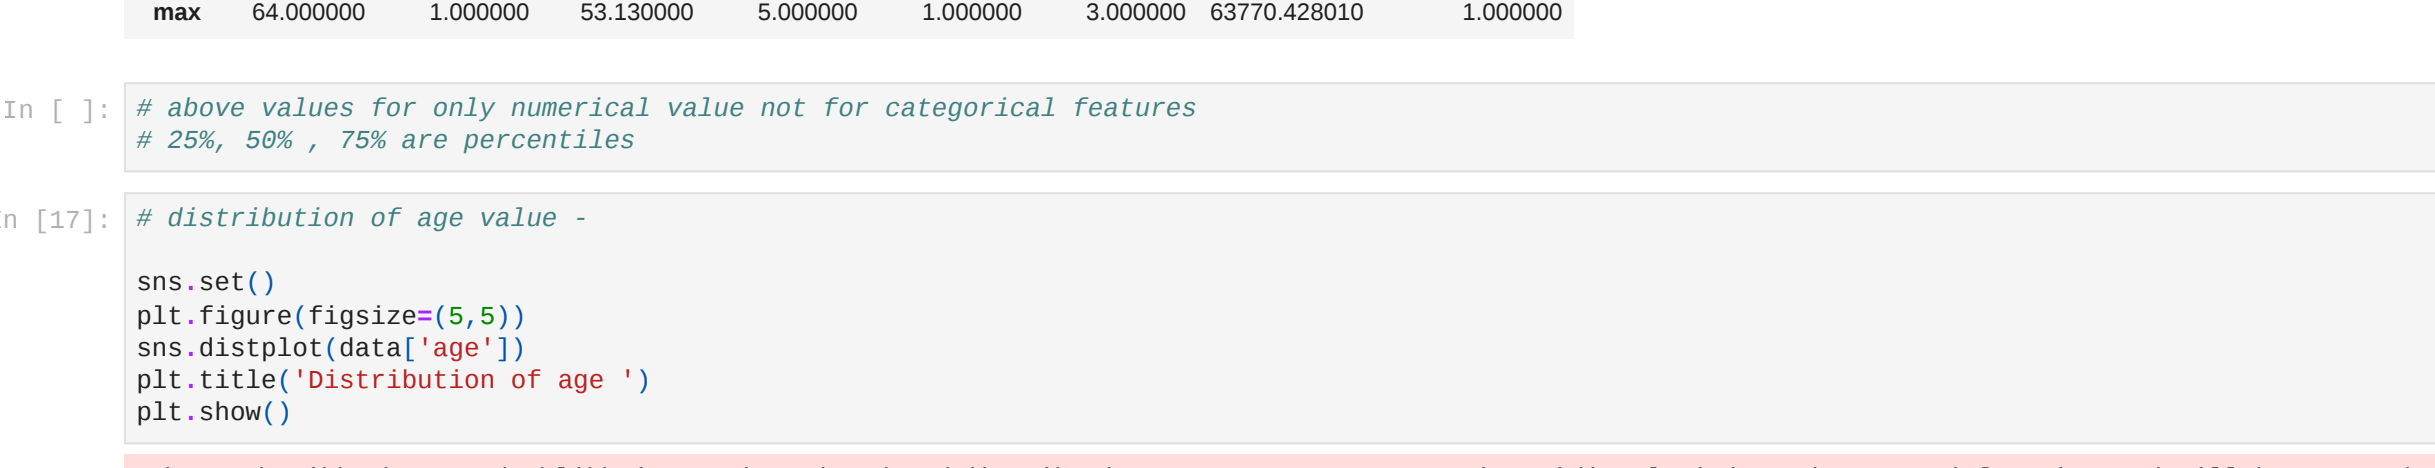 max 64.000000 1.000000 53.130000 5.000000 1.000000 3.000000 63770.428010 1.000000
In [ ]: # above values for only numerical value not for categorical features
# 25%, 50% , 75% are percentiles
n [17]: # distribution of age value -
sns.set()
plt.figure(figsize=(5,5))
sns.distplot(data['age'])
plt.title('Distribution of age ')
plt.show()